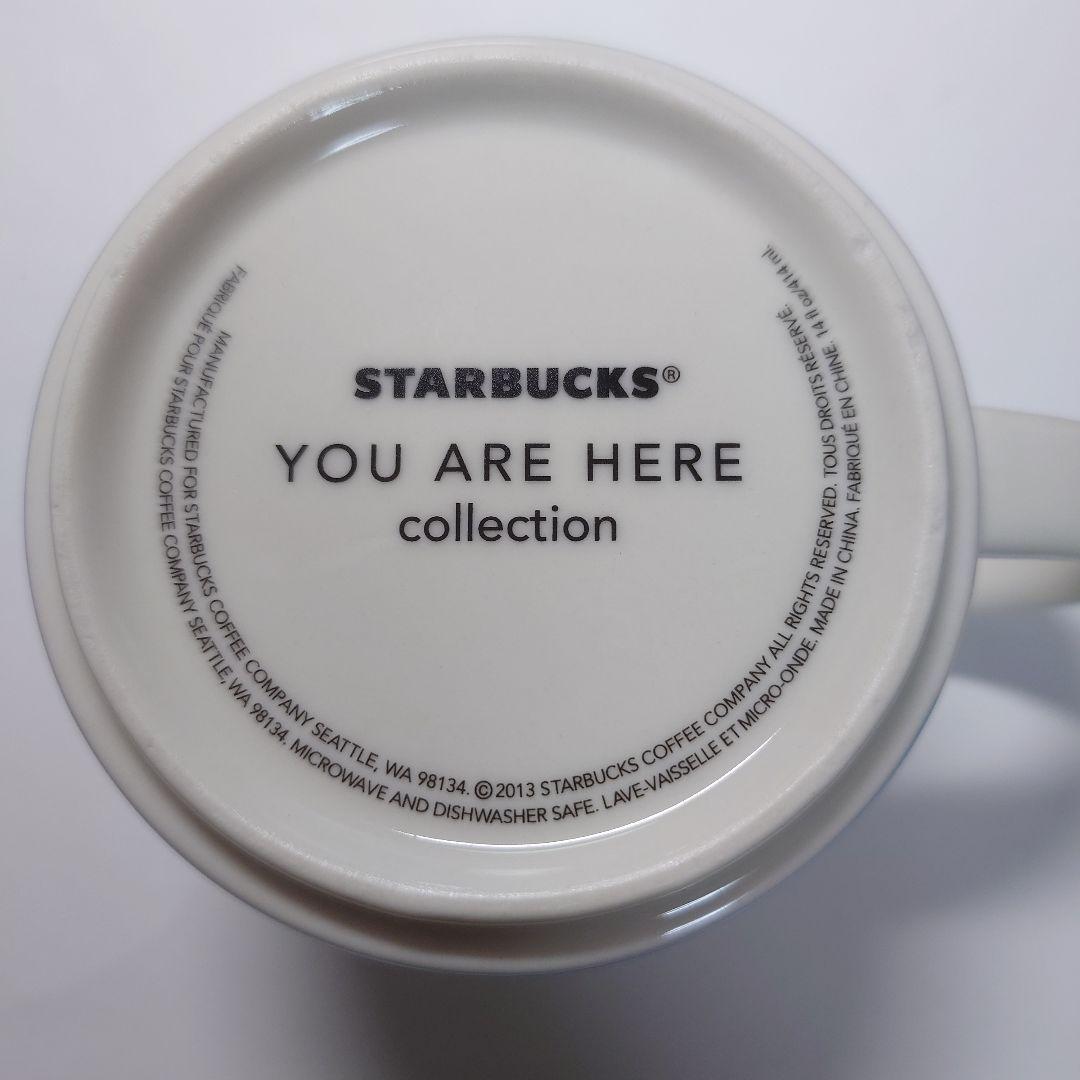 STARBUCKS®
YOU ARE HERE
collection
MANUFACTURED FOR STARBUCKS COFFEE COMPANY SEATTLE, WA 98134. ©2013 STARBUCKS COFFEE COMPANY ALL RIGHTS RESERVED. TOUS DROITS RÉSERVÉ.
FABRIQUÉ POUR STARBUCKS COFFEE COMPANY SEATTLE, WA 98134. MICROWAVE AND DISHWASHER SAFE. LAVE-VAISSELLE ET MICRO-ONDE. MADE IN CHINA. FABRIQUÉ EN CHINE. 14 fl oz/414 ml.